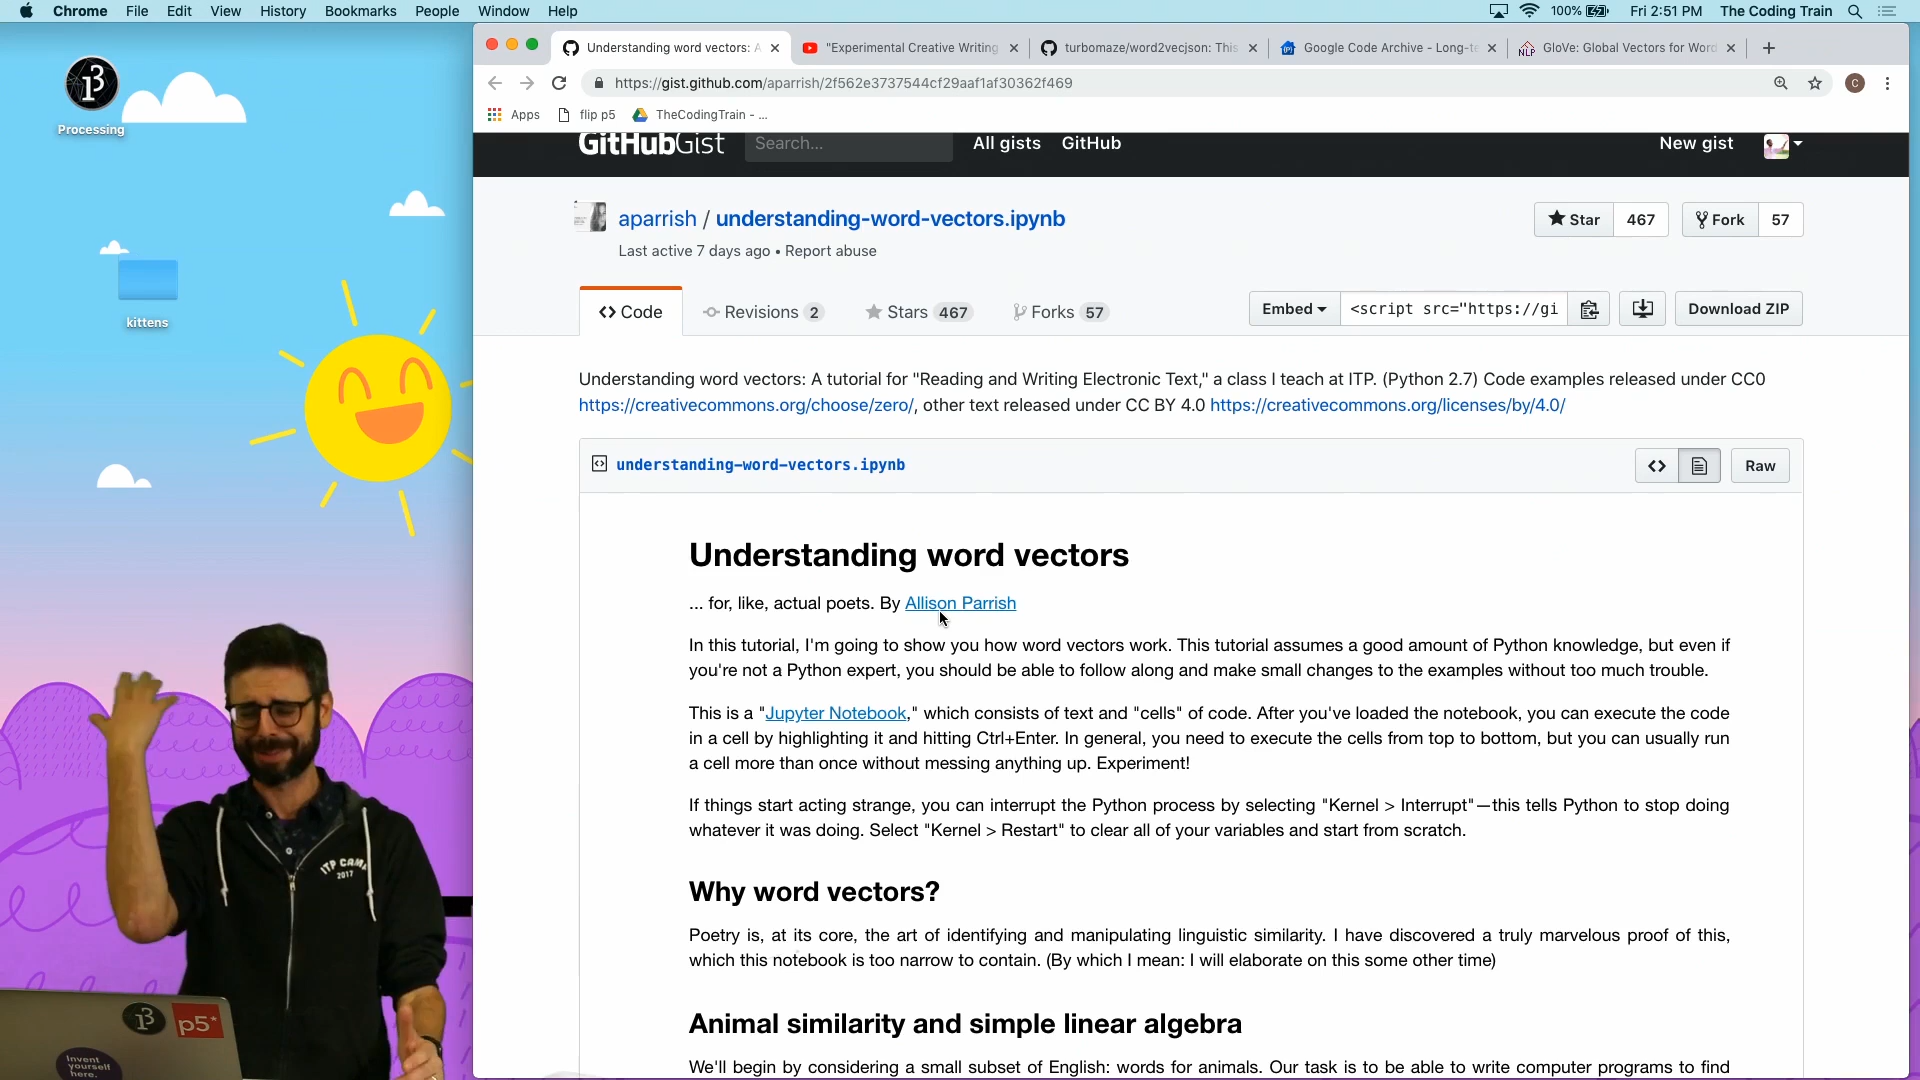 Chrome File Edit View History Bookmarks People Window Help 100% Fri 2:51 PM The Coding Train
Understanding word vectors: A
"Experimental Creative Writing
turbomaze/word2vecjson: This
Google Code Archive - Long-te
NLP GloVe: Global Vectors for Word
https://gist.github.com/aparrish/2f562e3737544cf29aaf1af30362f469 C
Apps flip p5 TheCodingTrain - ...
Processing
kittens
GitHubGist Search... All gists GitHub New gist
aparrish / understanding-word-vectors.ipynb
Star 467 Fork 57
Last active 7 days ago • Report abuse
Code Revisions 2 Stars 467 Forks 57 Embed <script src="https://gi Download ZIP
Understanding word vectors: A tutorial for "Reading and Writing Electronic Text," a class I teach at ITP. (Python 2.7) Code examples released under CC0
https://creativecommons.org/choose/zero/, other text released under CC BY 4.0 https://creativecommons.org/licenses/by/4.0/
understanding-word-vectors.ipynb Raw
Understanding word vectors
... for, like, actual poets. By Allison Parrish
In this tutorial, I'm going to show you how word vectors work. This tutorial assumes a good amount of Python knowledge, but even if
you're not a Python expert, you should be able to follow along and make small changes to the examples without too much trouble.
This is a "Jupyter Notebook," which consists of text and "cells" of code. After you've loaded the notebook, you can execute the code
in a cell by highlighting it and hitting Ctrl+Enter. In general, you need to execute the cells from top to bottom, but you can usually run
a cell more than once without messing anything up. Experiment!
If things start acting strange, you can interrupt the Python process by selecting "Kernel > Interrupt"—this tells Python to stop doing
whatever it was doing. Select "Kernel > Restart" to clear all of your variables and start from scratch.
Why word vectors?
Poetry is, at its core, the art of identifying and manipulating linguistic similarity. I have discovered a truly marvelous proof of this,
which this notebook is too narrow to contain. (By which I mean: I will elaborate on this some other time)
Animal similarity and simple linear algebra
We'll begin by considering a small subset of English: words for animals. Our task is to be able to write computer programs to find
ITP CAMP
2017
p5*
Invent
yourself
here.